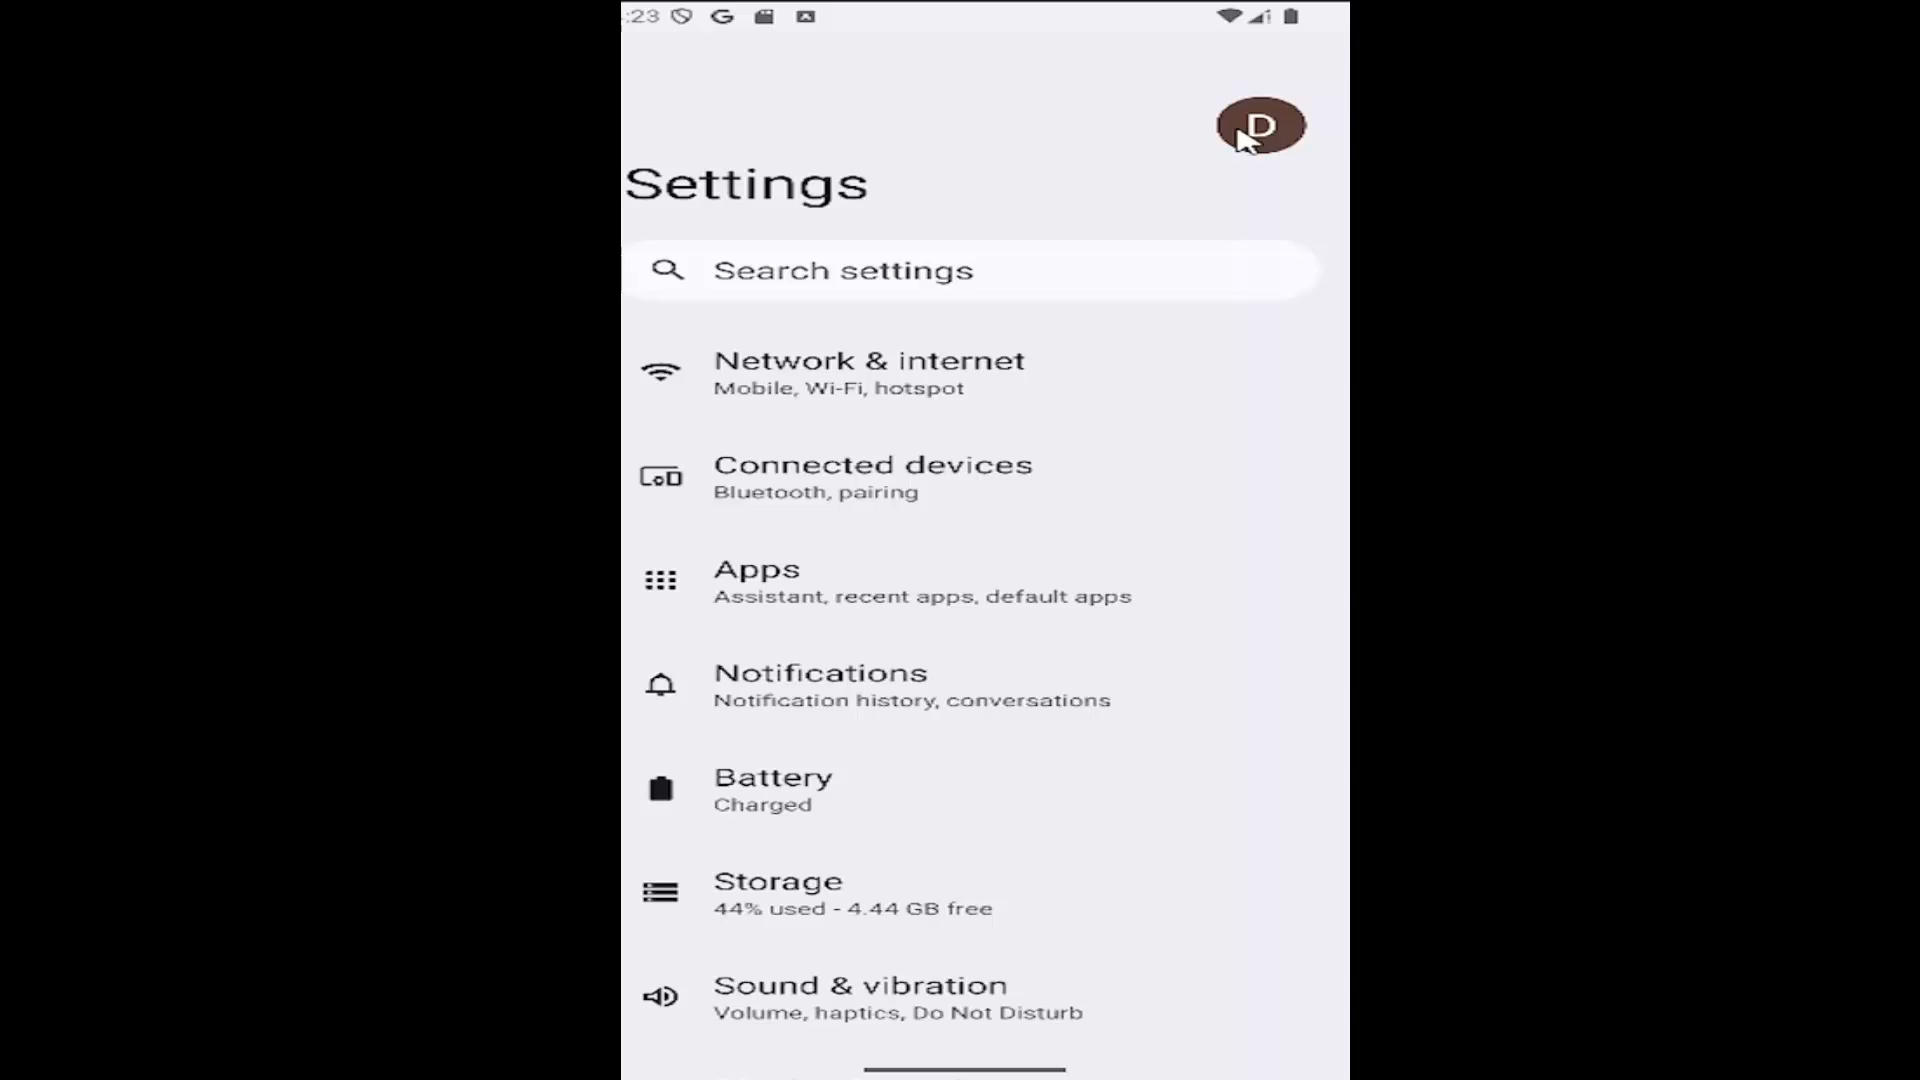 :23
D
Settings
Search settings
Network & internet
Mobile, Wi-Fi, hotspot
Connected devices
Bluetooth, pairing
Apps
Assistant, recent apps, default apps
Notifications
Notification history, conversations
Battery
Charged
Storage
44% used - 4.44 GB free
Sound & vibration
Volume, haptics, Do Not Disturb